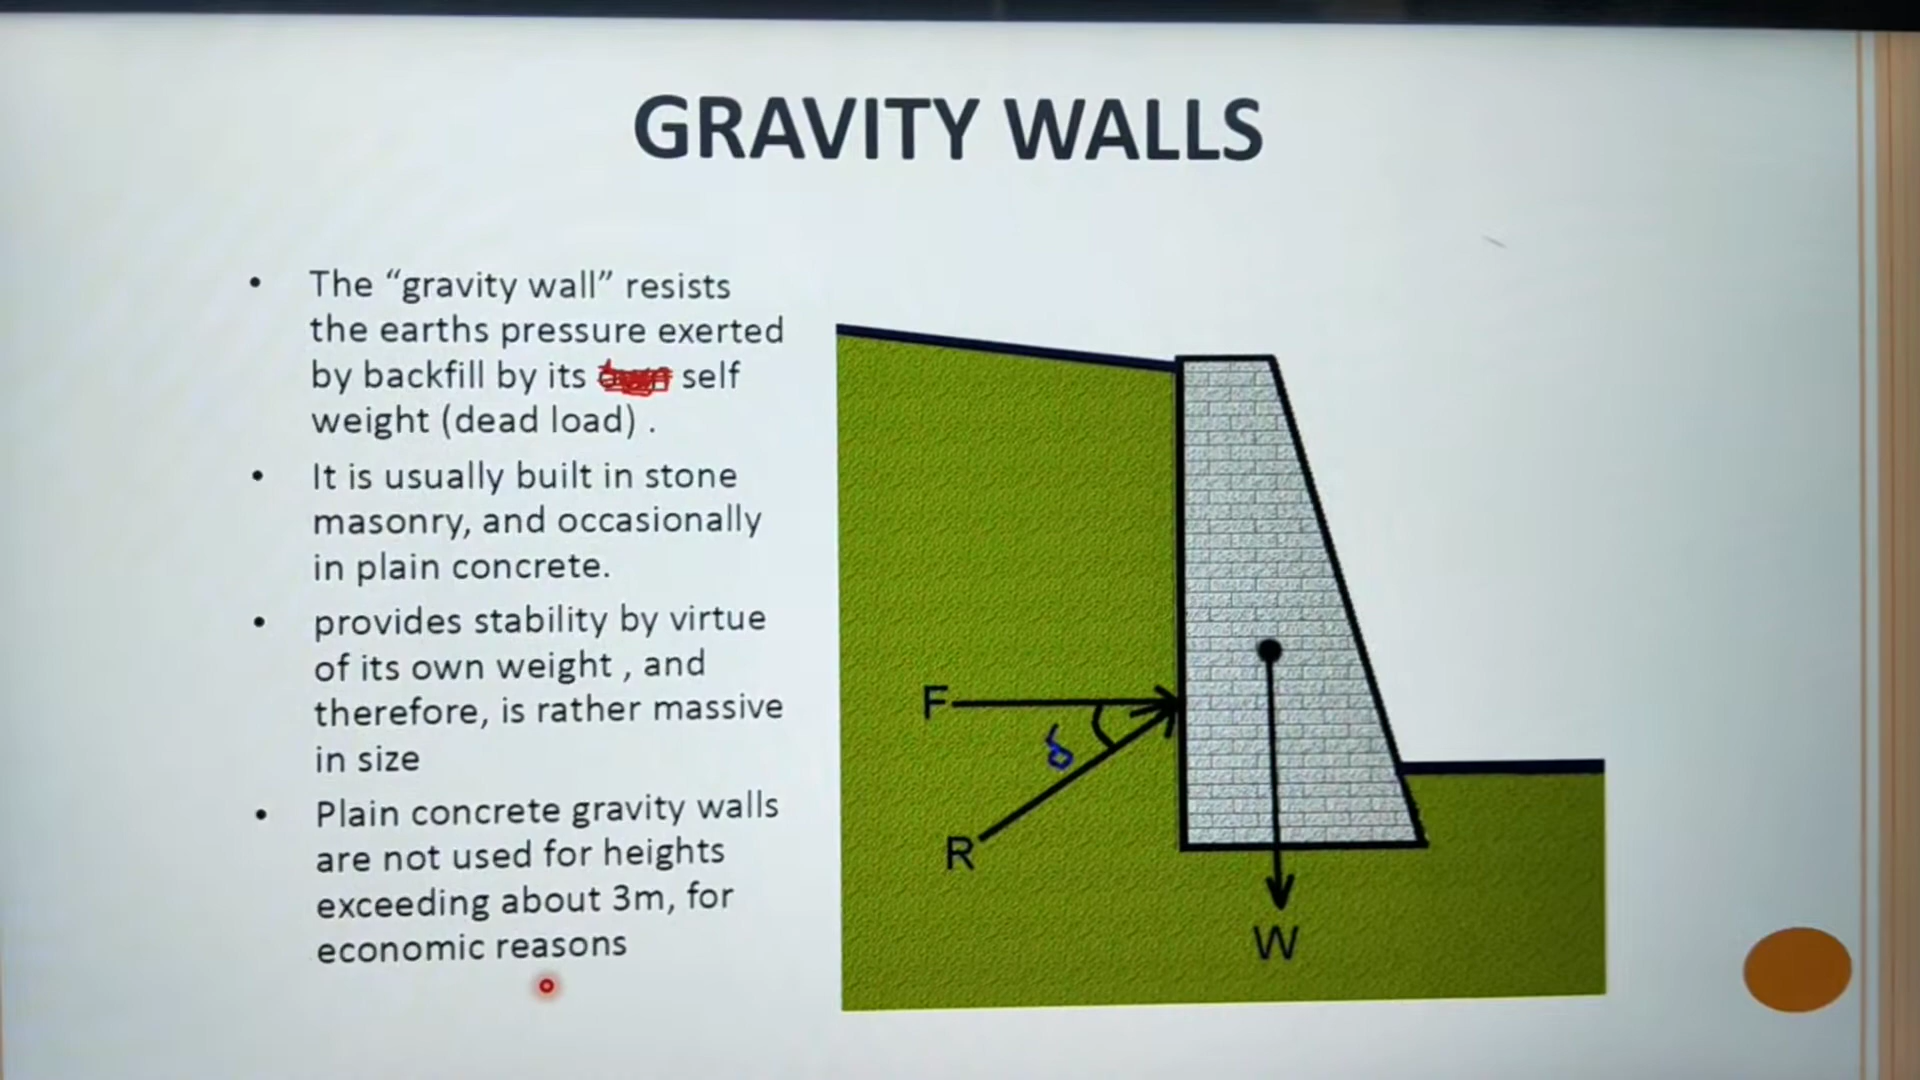 GRAVITY WALLS
• The “gravity wall” resists
the earths pressure exerted
by backfill by its self
weight (dead load) .
• It is usually built in stone
masonry, and occasionally
in plain concrete.
• provides stability by virtue
of its own weight , and
therefore, is rather massive
in size
• Plain concrete gravity walls
are not used for heights
exceeding about 3m, for
economic reasons
F
δ
R
W